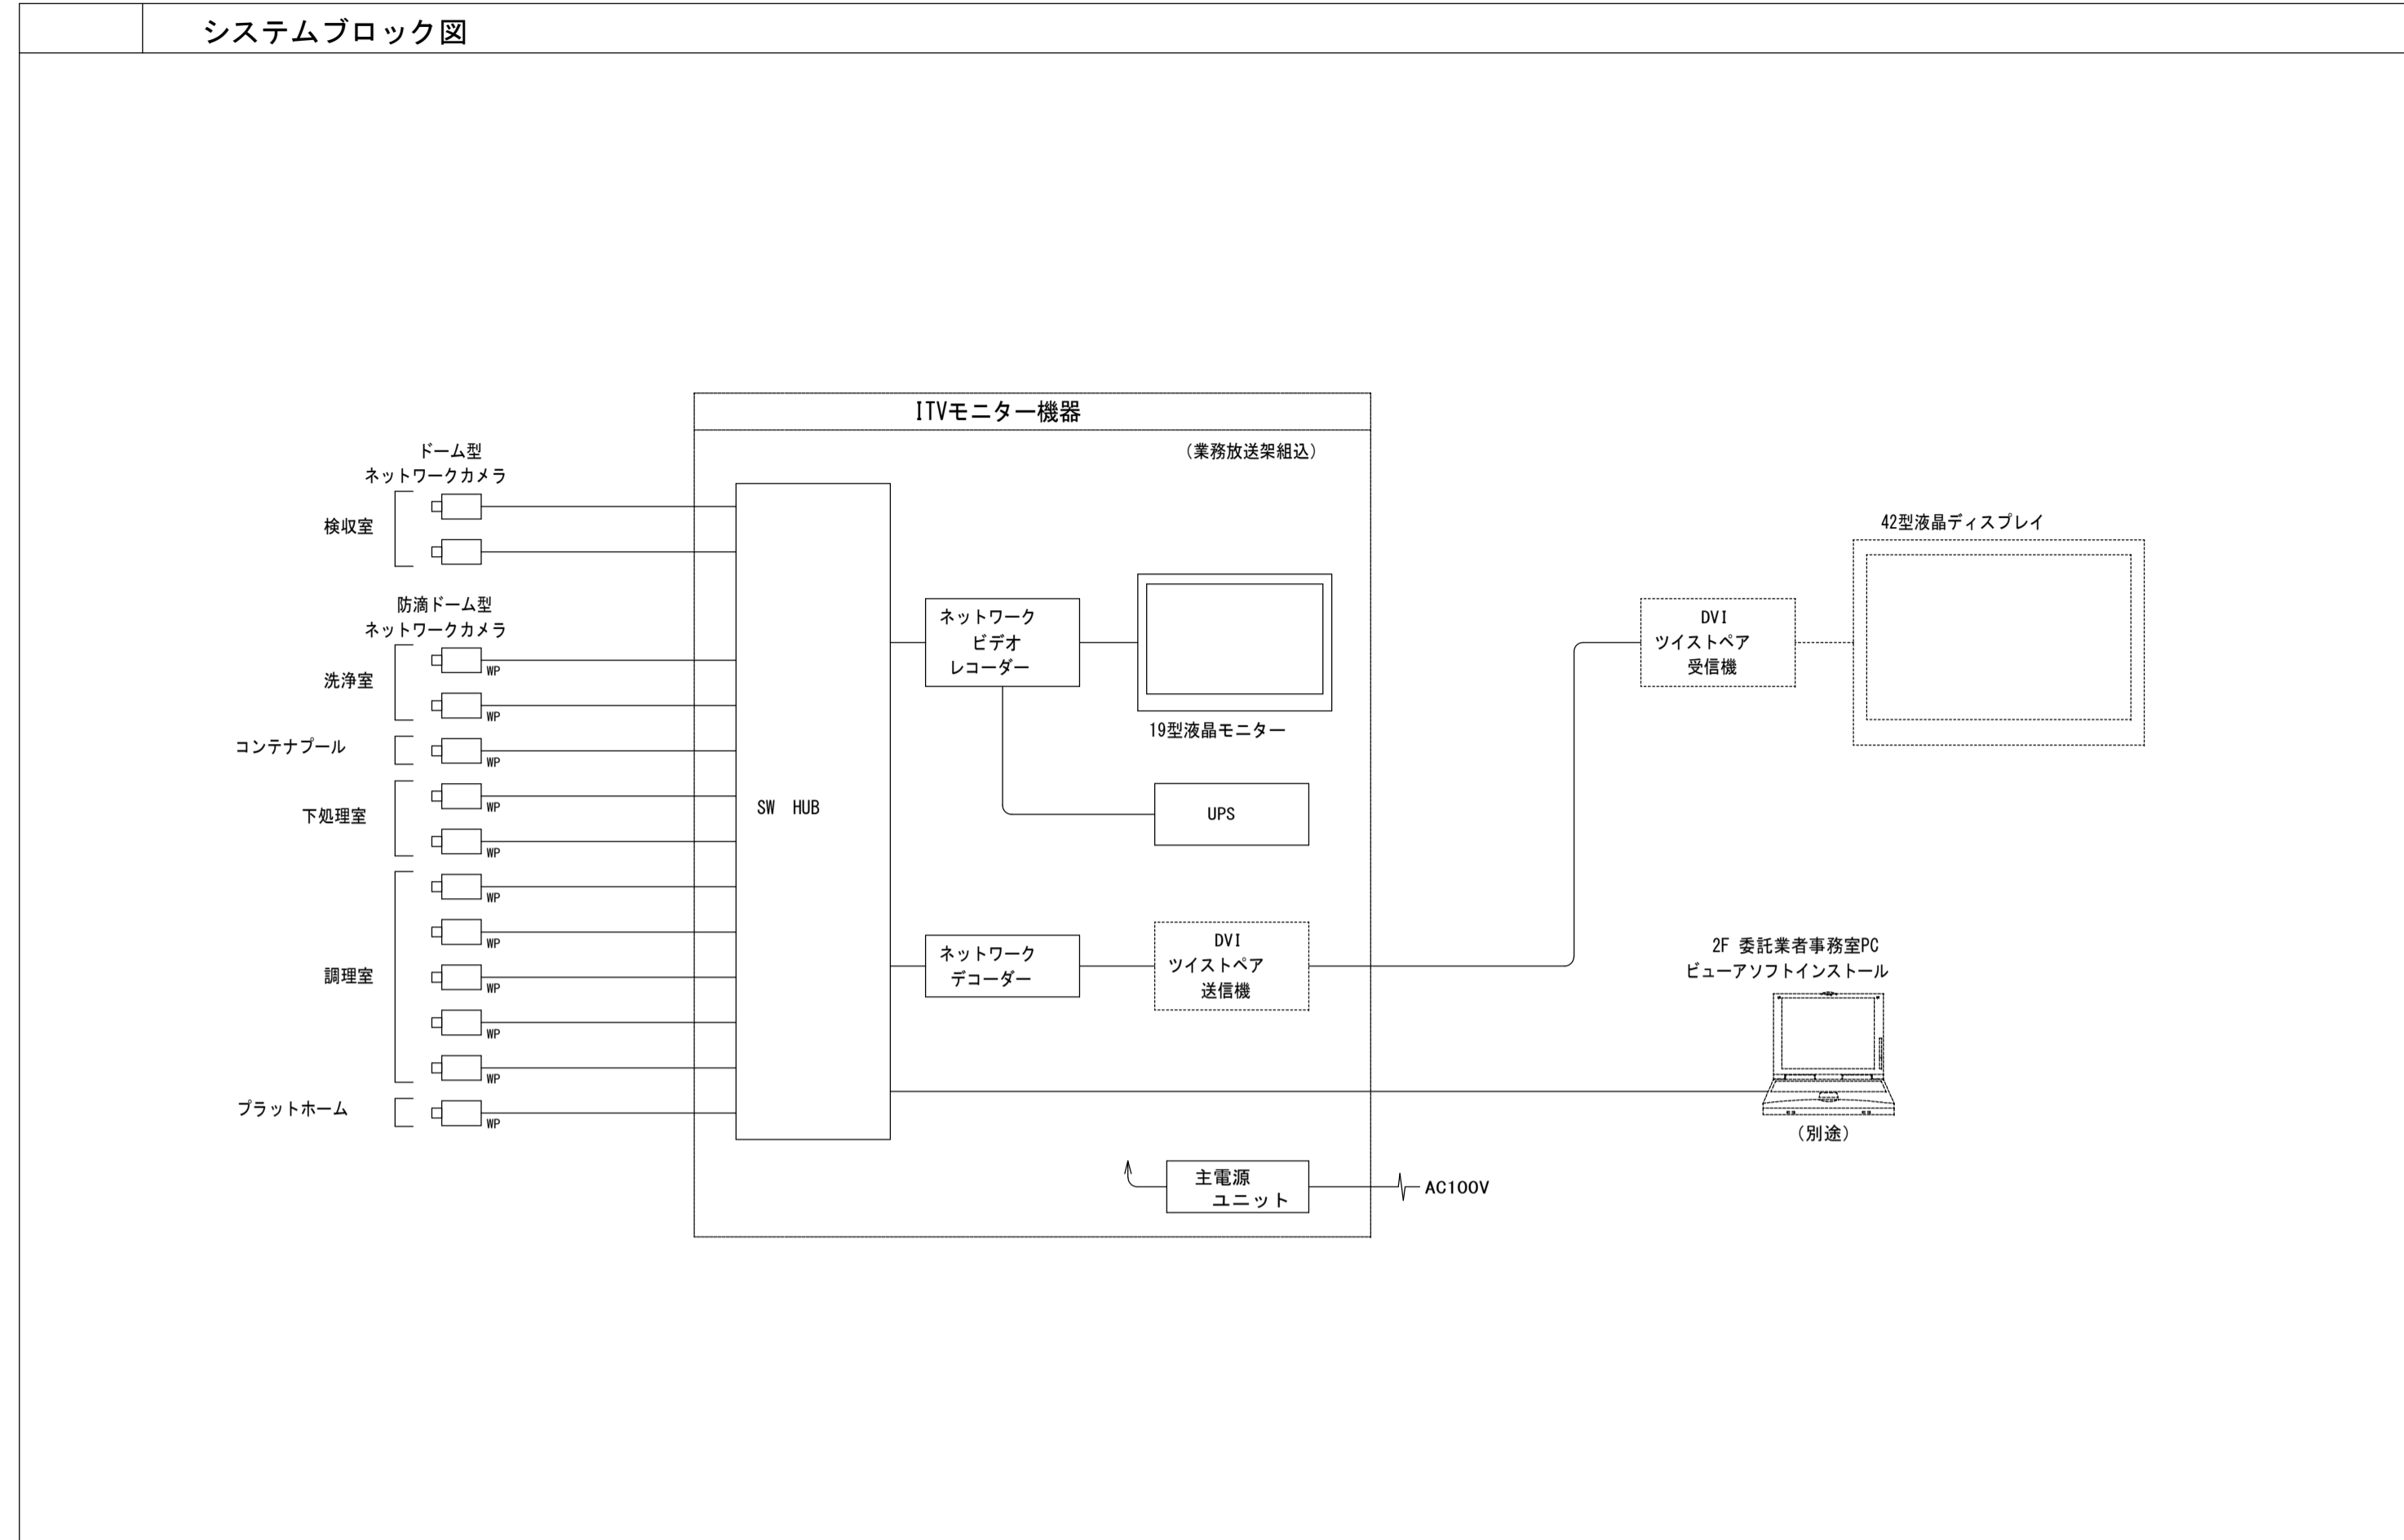 システムブロック図
ITVモニター機器
（業務放送架組込）
ドーム型
ネットワークカメラ
検収室
防滴ドーム型
ネットワークカメラ
洗浄室
WP
WP
コンテナプール
WP
下処理室
WP
WP
調理室
WP
WP
WP
WP
WP
プラットホーム
WP
SW HUB
ネットワーク
ビデオ
レコーダー
19型液晶モニター
UPS
ネットワーク
デコーダー
DVI
ツイストペア
送信機
主電源
ユニット
AC100V
DVI
ツイストペア
受信機
42型液晶ディスプレイ
2F 委託業者事務室PC
ビューアソフトインストール
（別途）